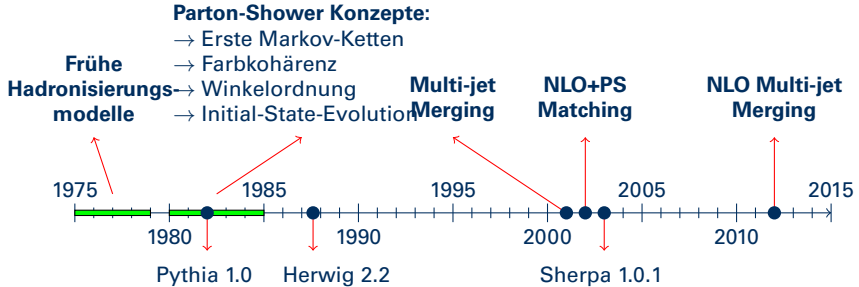 Parton-Shower Konzepte:
→ Erste Markov-Ketten
→ Farbkohärenz
→ Winkelordnung
→ Initial-State-Evolution
Frühe
Hadronisierungs-
modelle
Multi-jet
Merging
NLO+PS
Matching
NLO Multi-jet
Merging
1975
1985
1995
2005
2015
1980
1990
2000
2010
Pythia 1.0
Herwig 2.2
Sherpa 1.0.1